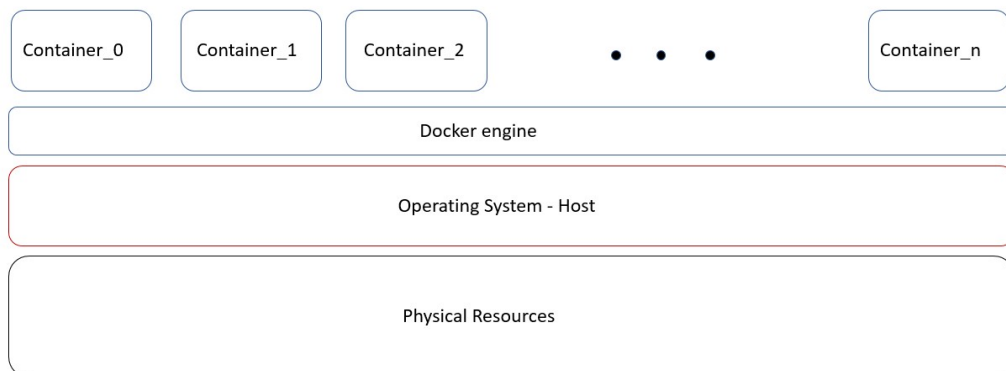 Container_0
Container_1
Container_2
Container_n
Docker engine
Operating System - Host
Physical Resources